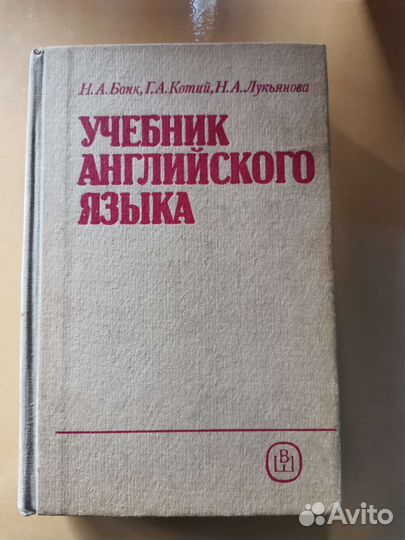 Н. А. Бонк, Г. А. Котий, Н. А. Лукьянова
УЧЕБНИК
АНГЛИЙСКОГО
ЯЗЫКА
ВШ
Avito